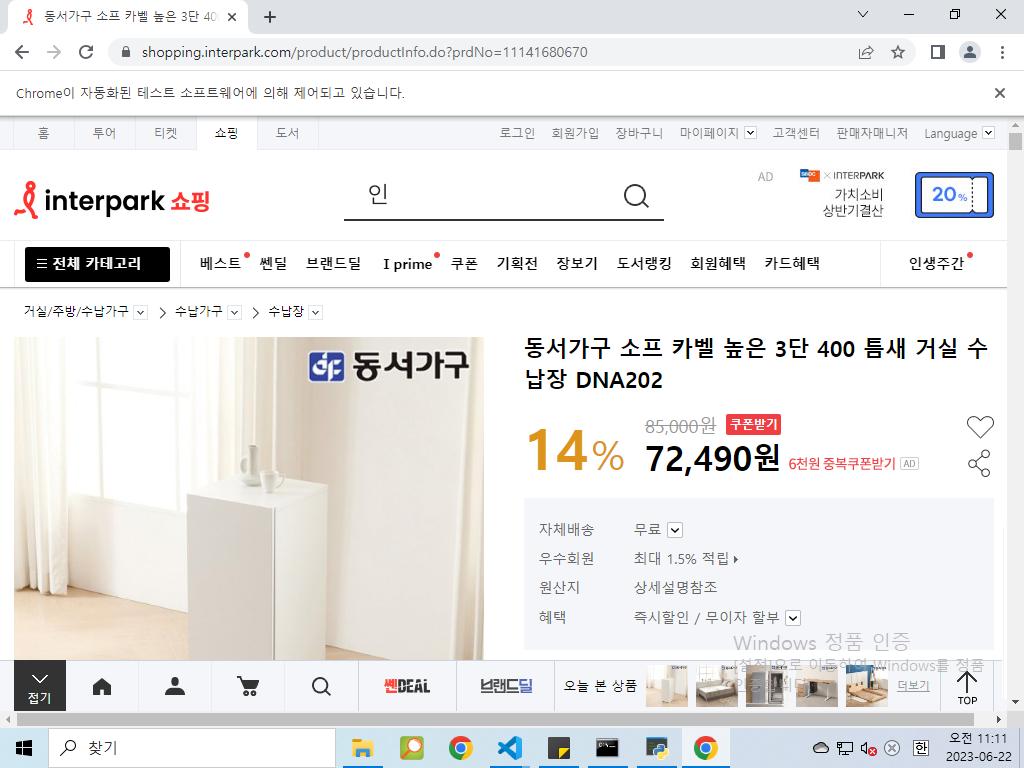 동서가구 소프 카벨 높은 3단 40
shopping.interpark.com/product/productInfo.do?prdNo=11141680670
Chrome이 자동화된 테스트 소프트웨어에 의해 제어되고 있습니다.
홈 투어 티켓 쇼핑 도서 로그인 회원가입 장바구니 마이페이지 고객센터 판매자매니저 Language
interpark 쇼핑 인 AD × INTERPARK
가치소비
상반기결산
20%
전체 카테고리 베스트 쎈딜 브랜드딜 I prime 쿠폰 기획전 장보기 도서랭킹 회원혜택 카드혜택 인생주간
거실/주방/수납가구 수납가구 수납장
동서가구
동서가구 소프 카벨 높은 3단 400 틈새 거실 수
납장 DNA202
14% 85,000원 쿠폰받기
72,490원 6천원 중복쿠폰받기 AD
자체배송 무료
우수회원 최대 1.5% 적립
원산지 상세설명참조
혜택 즉시할인 / 무이자 할부
Windows 정품 인증
[설정]으로 이동하여 Windows를 정품
접기 쎈DEAL 브랜드딜 오늘 본 상품 더보기 TOP
찾기 한 오전 11:11
2023-06-22